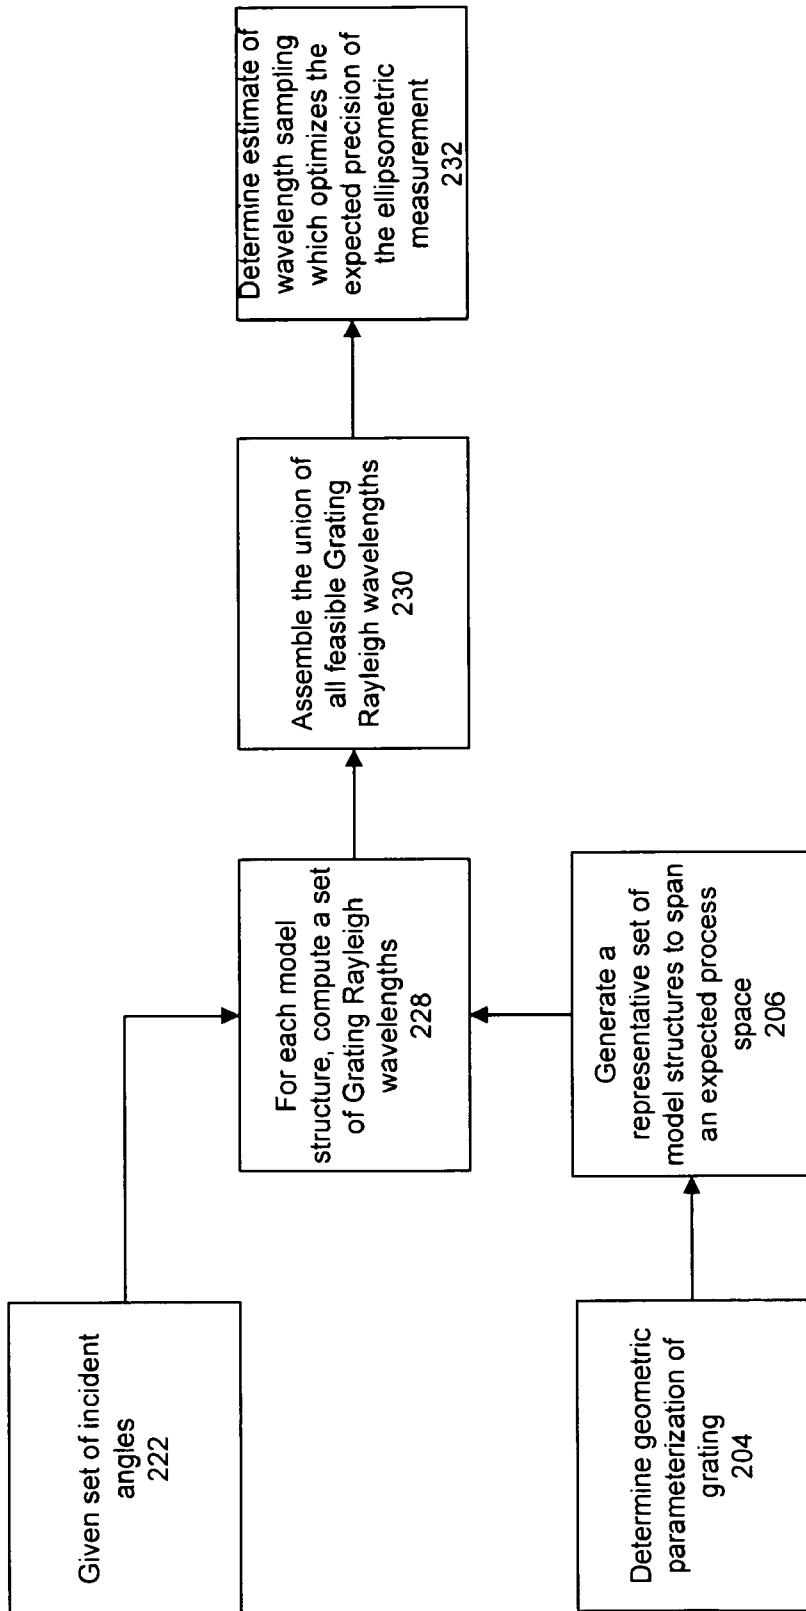 Given set of incident
angles
222
Determine geometric
parameterization of
grating
204
Generate a
representative set of
model structures to span
an expected process
space
206
For each model
structure, compute a set
of Grating Rayleigh
wavelengths
228
Assemble the union of
all feasible Grating
Rayleigh wavelengths
230
Determine estimate of
wavelength sampling
which optimizes the
expected precision of
the ellipsometric
measurement
232